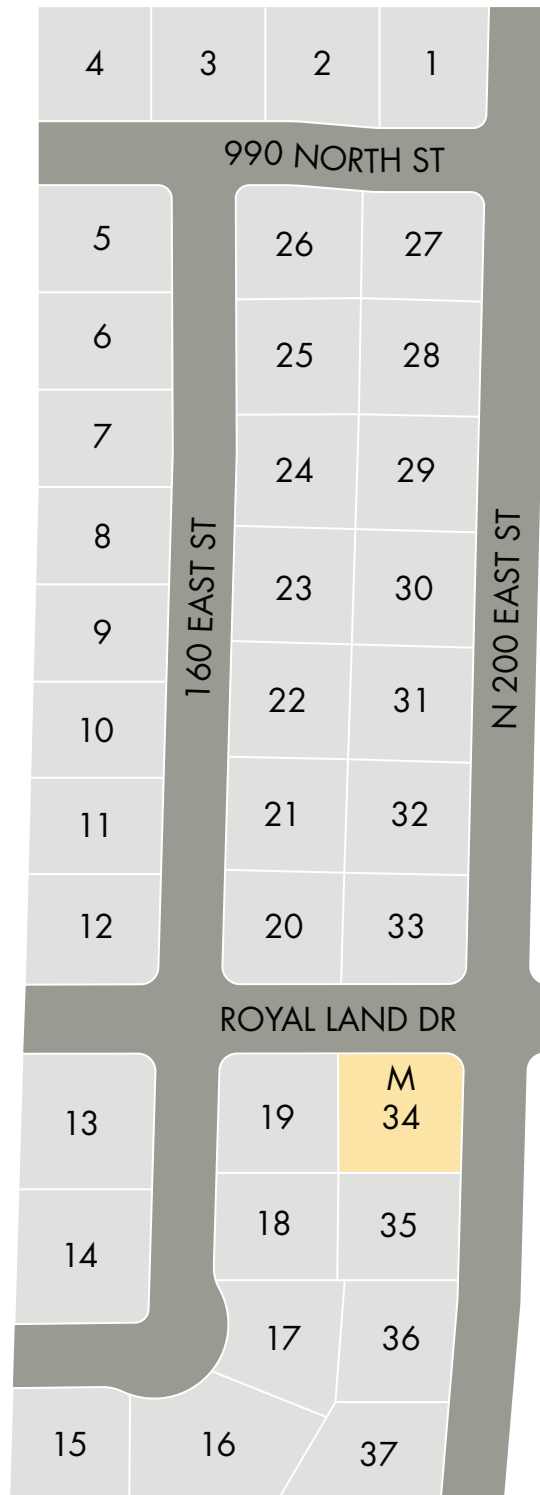 4 3 2 1
990 NORTH ST
5 26 27
6 25 28
7 24 29
8 23 30
160 EAST ST
N 200 EAST ST
9 22 31
10 21 32
11 20 33
12
ROYAL LAND DR
M
13 19 34
14 18 35
17 36
15 16 37